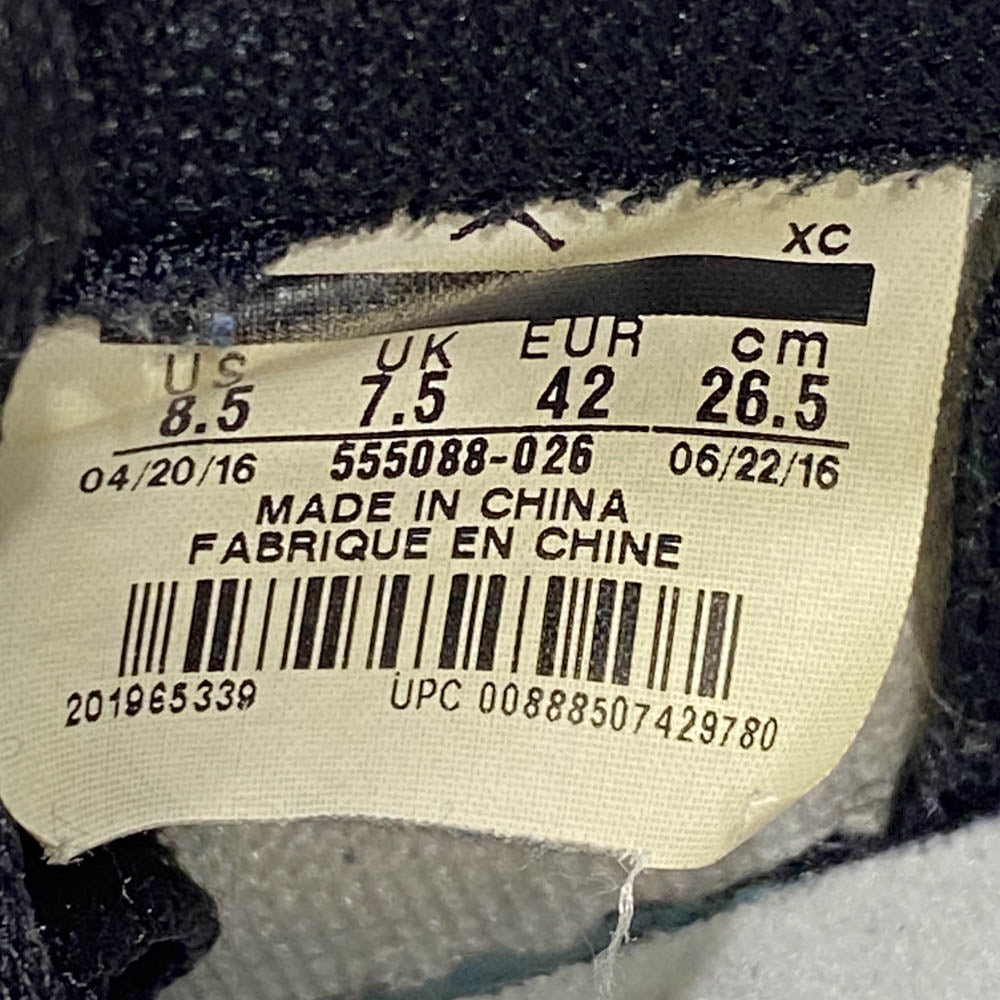 XC
US UK EUR cm
8.5 7.5 42 26.5
04/20/16 555088-026 06/22/16
MADE IN CHINA
FABRIQUE EN CHINE
201965339 UPC 00888507429780